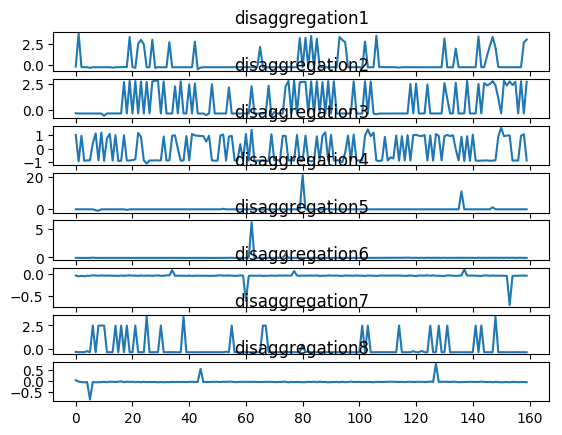 disaggregation1
2.5
0.0
disaggregation2
2.5
0.0
disaggregation3
1
0
−1
disaggregation4
20
0
disaggregation5
5
0
disaggregation6
0.0
−0.5
disaggregation7
2.5
0.0
disaggregation8
0.5
0.0
−0.5
0 20 40 60 80 100 120 140 160